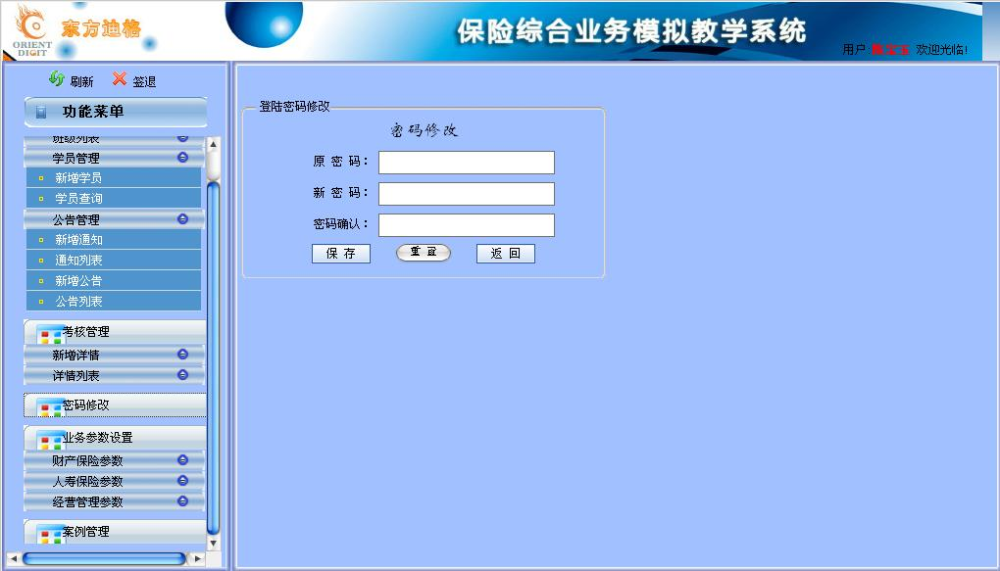 东方迪格
ORIENT
DIGIT
保险综合业务模拟教学系统
用户
欢迎光临!
刷新
签退
功能菜单
班级列表
学员管理
新增学员
学员查询
公告管理
新增通知
通知列表
新增公告
公告列表
考核管理
新增详情
详情列表
密码修改
业务参数设置
财产保险参数
人寿保险参数
经营管理参数
案例管理
登陆密码修改
密码修改
原 密 码：
新 密 码：
密码确认：
保 存
重 置
返 回